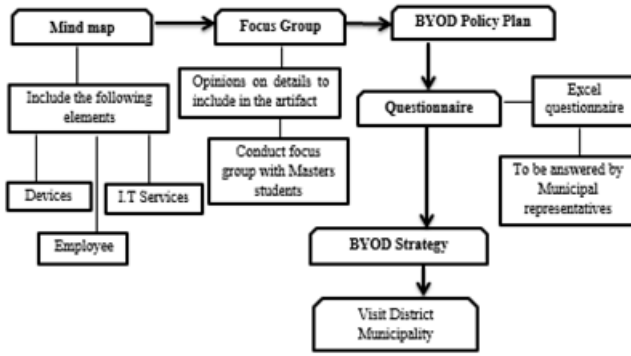 Mind map
Focus Group
BYOD Policy Plan
Include the following
elements
Opinions on details to
include in the artifact
Questionnaire
Excel
questionnaire
Devices
I.T Services
Employee
Conduct focus
group with Masters
students
To be answered by
Municipal
representatives
BYOD Strategy
Visit District
Municipality